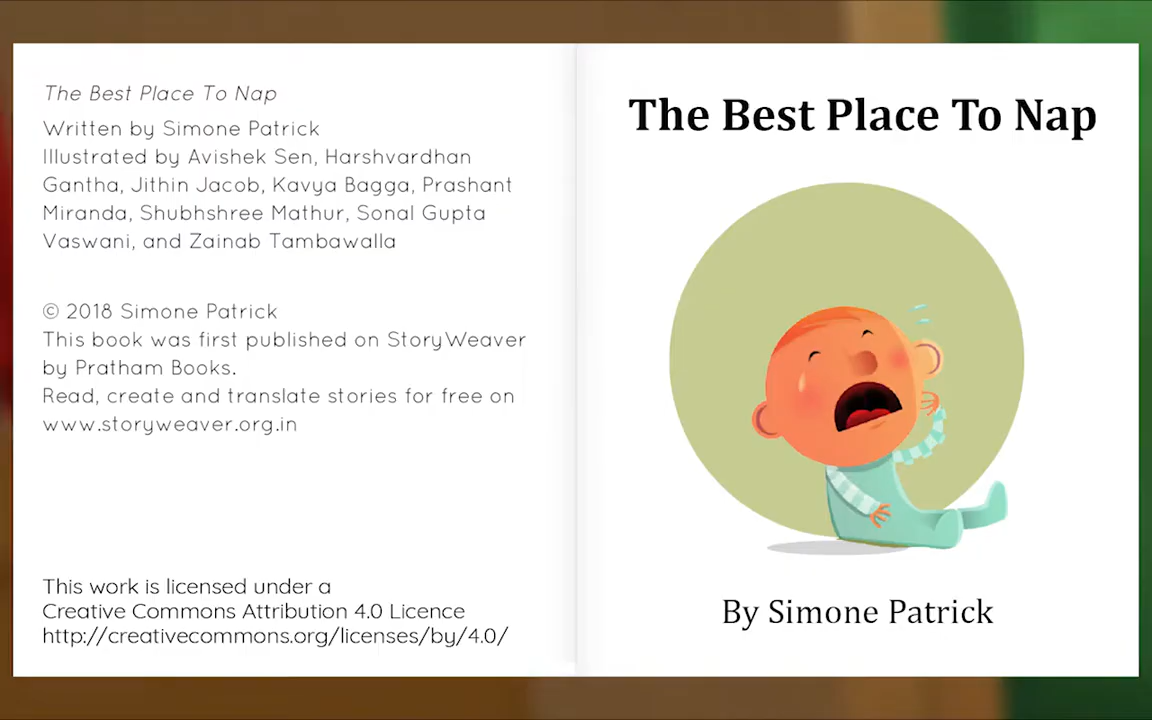 The Best Place To Nap
Written by Simone Patrick
Illustrated by Avishek Sen, Harshvardhan
Gantha, Jithin Jacob, Kavya Bagga, Prashant
Miranda, Shubhshree Mathur, Sonal Gupta
Vaswani, and Zainab Tambawalla
© 2018 Simone Patrick
This book was first published on StoryWeaver
by Pratham Books.
Read, create and translate stories for free on
www.storyweaver.org.in
This work is licensed under a
Creative Commons Attribution 4.0 Licence
http://creativecommons.org/licenses/by/4.0/
The Best Place To Nap
By Simone Patrick